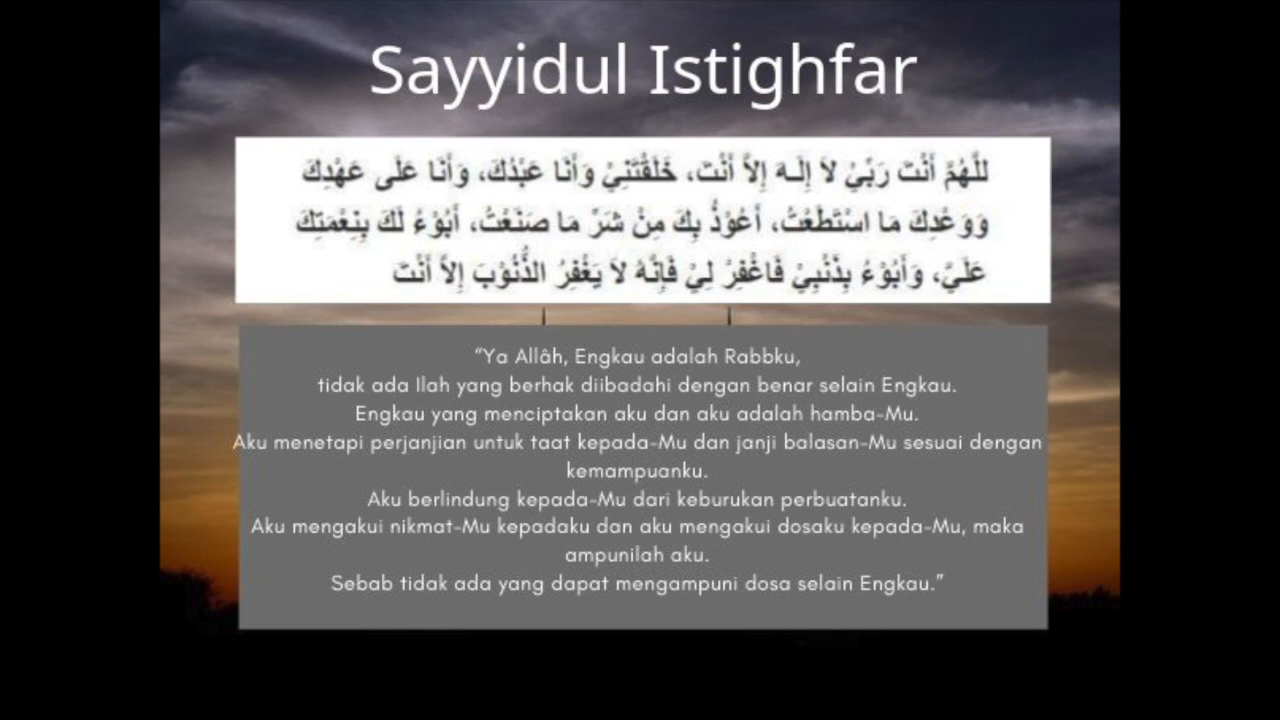 Sayyidul Istighfar
للَّهُمَّ أَنْتَ رَبِّيْ لاَ إِلَـهَ إِلاَّ أَنْتَ، خَلَقْتَنِيْ وَأَنَا عَبْدُكَ، وَأَنَا عَلَى عَهْدِكَ
وَوَعْدِكَ مَا اسْتَطَعْتُ، أَعُوْذُ بِكَ مِنْ شَرِّ مَا صَنَعْتُ، أَبُوْءُ لَكَ بِنِعْمَتِكَ
عَلَيَّ، وَأَبُوْءُ بِذَنْبِيْ فَاغْفِرْ لِيْ فَإِنَّهُ لاَ يَغْفِرُ الذُّنُوْبَ إِلاَّ أَنْتَ
“Ya Allâh, Engkau adalah Rabbku,
tidak ada Ilah yang berhak diibadahi dengan benar selain Engkau.
Engkau yang menciptakan aku dan aku adalah hamba-Mu.
Aku menetapi perjanjian untuk taat kepada-Mu dan janji balasan-Mu sesuai dengan
kemampuanku.
Aku berlindung kepada-Mu dari keburukan perbuatanku.
Aku mengakui nikmat-Mu kepadaku dan aku mengakui dosaku kepada-Mu, maka
ampunilah aku.
Sebab tidak ada yang dapat mengampuni dosa selain Engkau.”